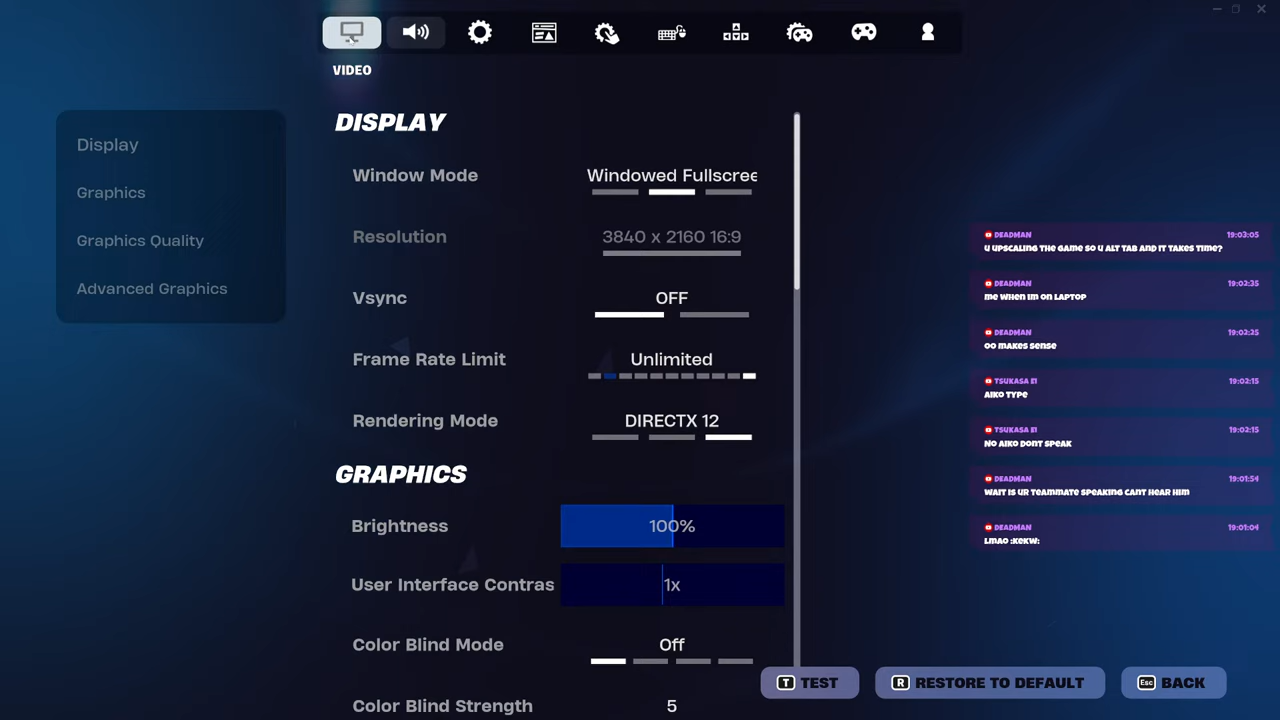 VIDEO
Display
Graphics
Graphics Quality
Advanced Graphics
DISPLAY
Window Mode
Windowed Fullscree
Resolution
3840 x 2160 16:9
Vsync
OFF
Frame Rate Limit
Unlimited
Rendering Mode
DIRECTX 12
GRAPHICS
Brightness
100%
User Interface Contras
1x
Color Blind Mode
Off
Color Blind Strength
5
DEADMAN 19:03:05
U UPSCALING THE GAME SO U ALT TAB AND IT TAKES TIME?
DEADMAN 19:02:35
ME WHEN IM ON LAPTOP
DEADMAN 19:02:25
OO MAKES SENSE
TSUKASA E1 19:02:15
AIKO TYPE
TSUKASA E1 19:02:15
NO AIKO DONT SPEAK
DEADMAN 19:01:54
WAIT IS UR TEAMMATE SPEAKING CANT HEAR HIM
DEADMAN 19:01:04
LMAO :KEKW:
T TEST
R RESTORE TO DEFAULT
Esc BACK